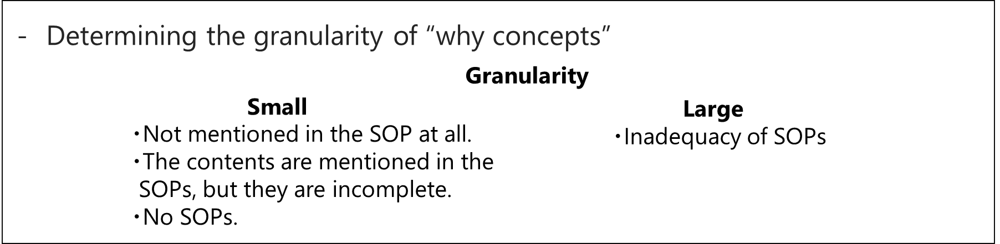 - Determining the granularity of “why concepts”
Granularity
Small
・Not mentioned in the SOP at all.
・The contents are mentioned in the
SOPs, but they are incomplete.
・No SOPs.
Large
・Inadequacy of SOPs